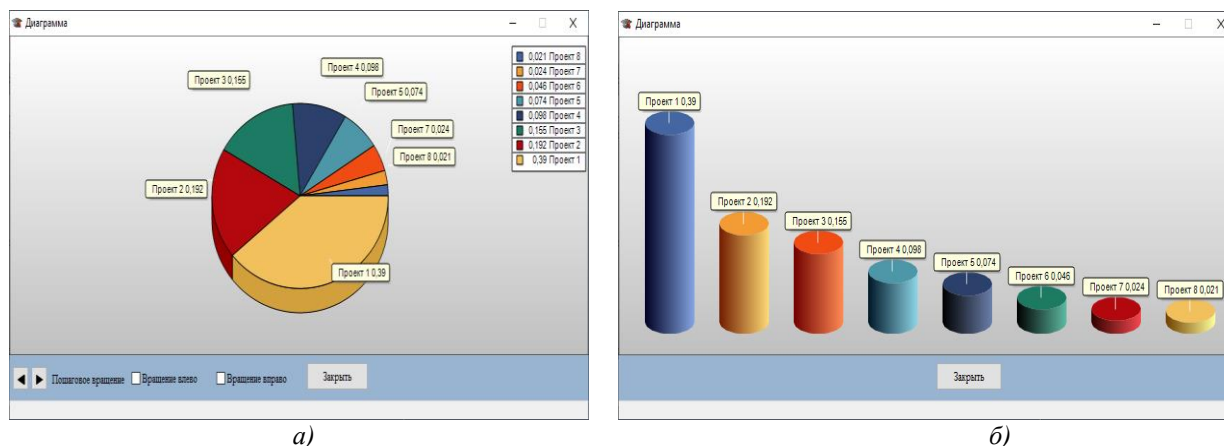 Диаграмма
Проект 4 0,098
Проект 3 0,155
Проект 5 0,074
Проект 7 0,024
Проект 8 0,021
Проект 2 0,192
Проект 1 0,39
0,021 Проект 8
0,024 Проект 7
0,046 Проект 6
0,074 Проект 5
0,098 Проект 4
0,155 Проект 3
0,192 Проект 2
0,39 Проект 1
Пошаговое вращение
Вращение влево
Вращение вправо
Закрыть
а)
Диаграмма
Проект 1 0,39
Проект 2 0,192
Проект 3 0,155
Проект 4 0,098
Проект 5 0,074
Проект 6 0,046
Проект 7 0,024
Проект 8 0,021
Закрыть
б)